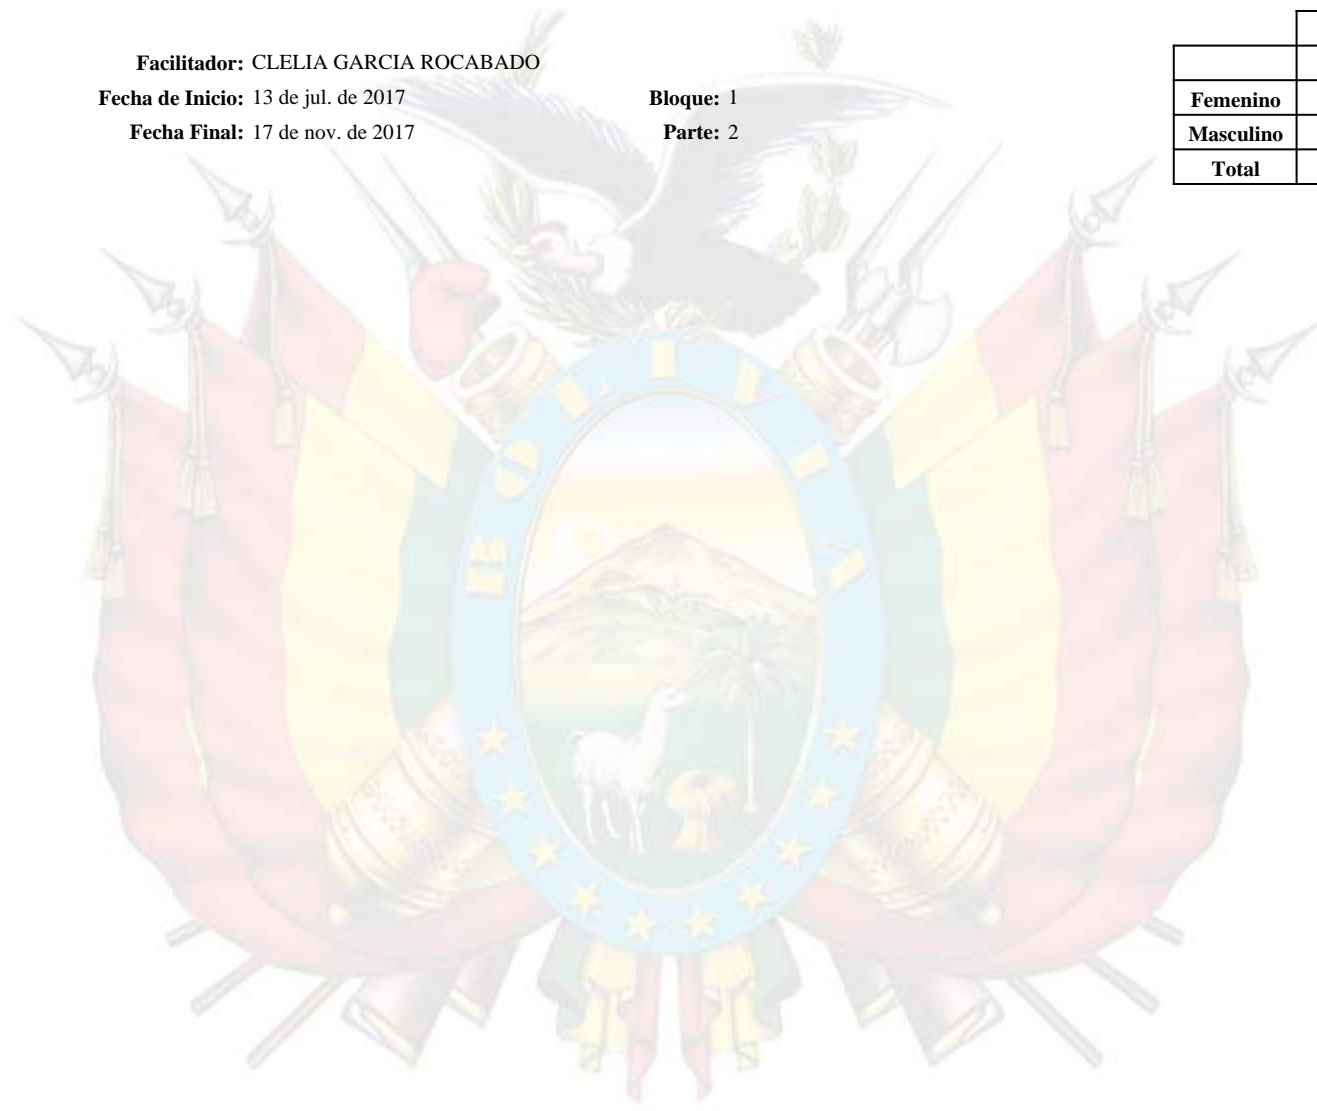 Facilitador: CLELIA GARCIA ROCABADO
Fecha de Inicio: 13 de jul. de 2017 Bloque: 1
Fecha Final: 17 de nov. de 2017 Parte: 2
Femenino
Masculino
Total
BOLIVIA